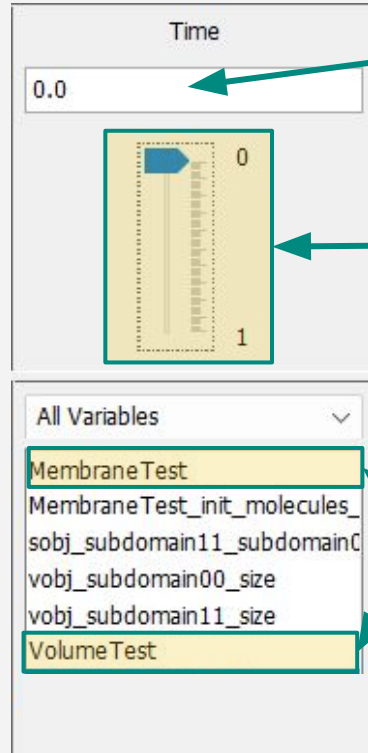 Time
0.0
0
1
All Variables
MembraneTest
MembraneTest_init_molecules_
sobj_subdomain11_subdomain0
vobj_subdomain00_size
vobj_subdomain11_size
VolumeTest